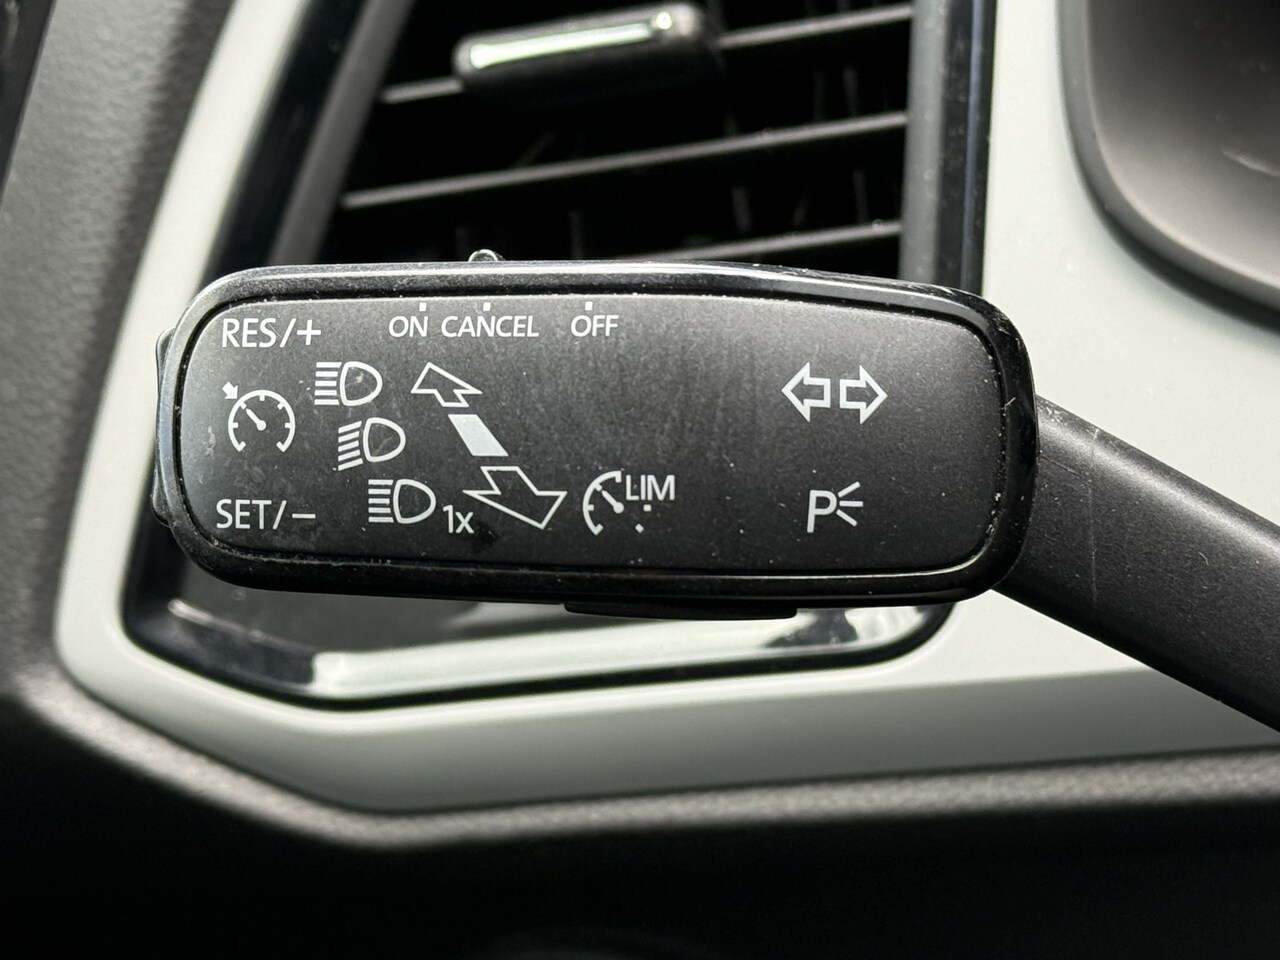 RES/+ ON CANCEL OFF
SET/− 1x LIM
P